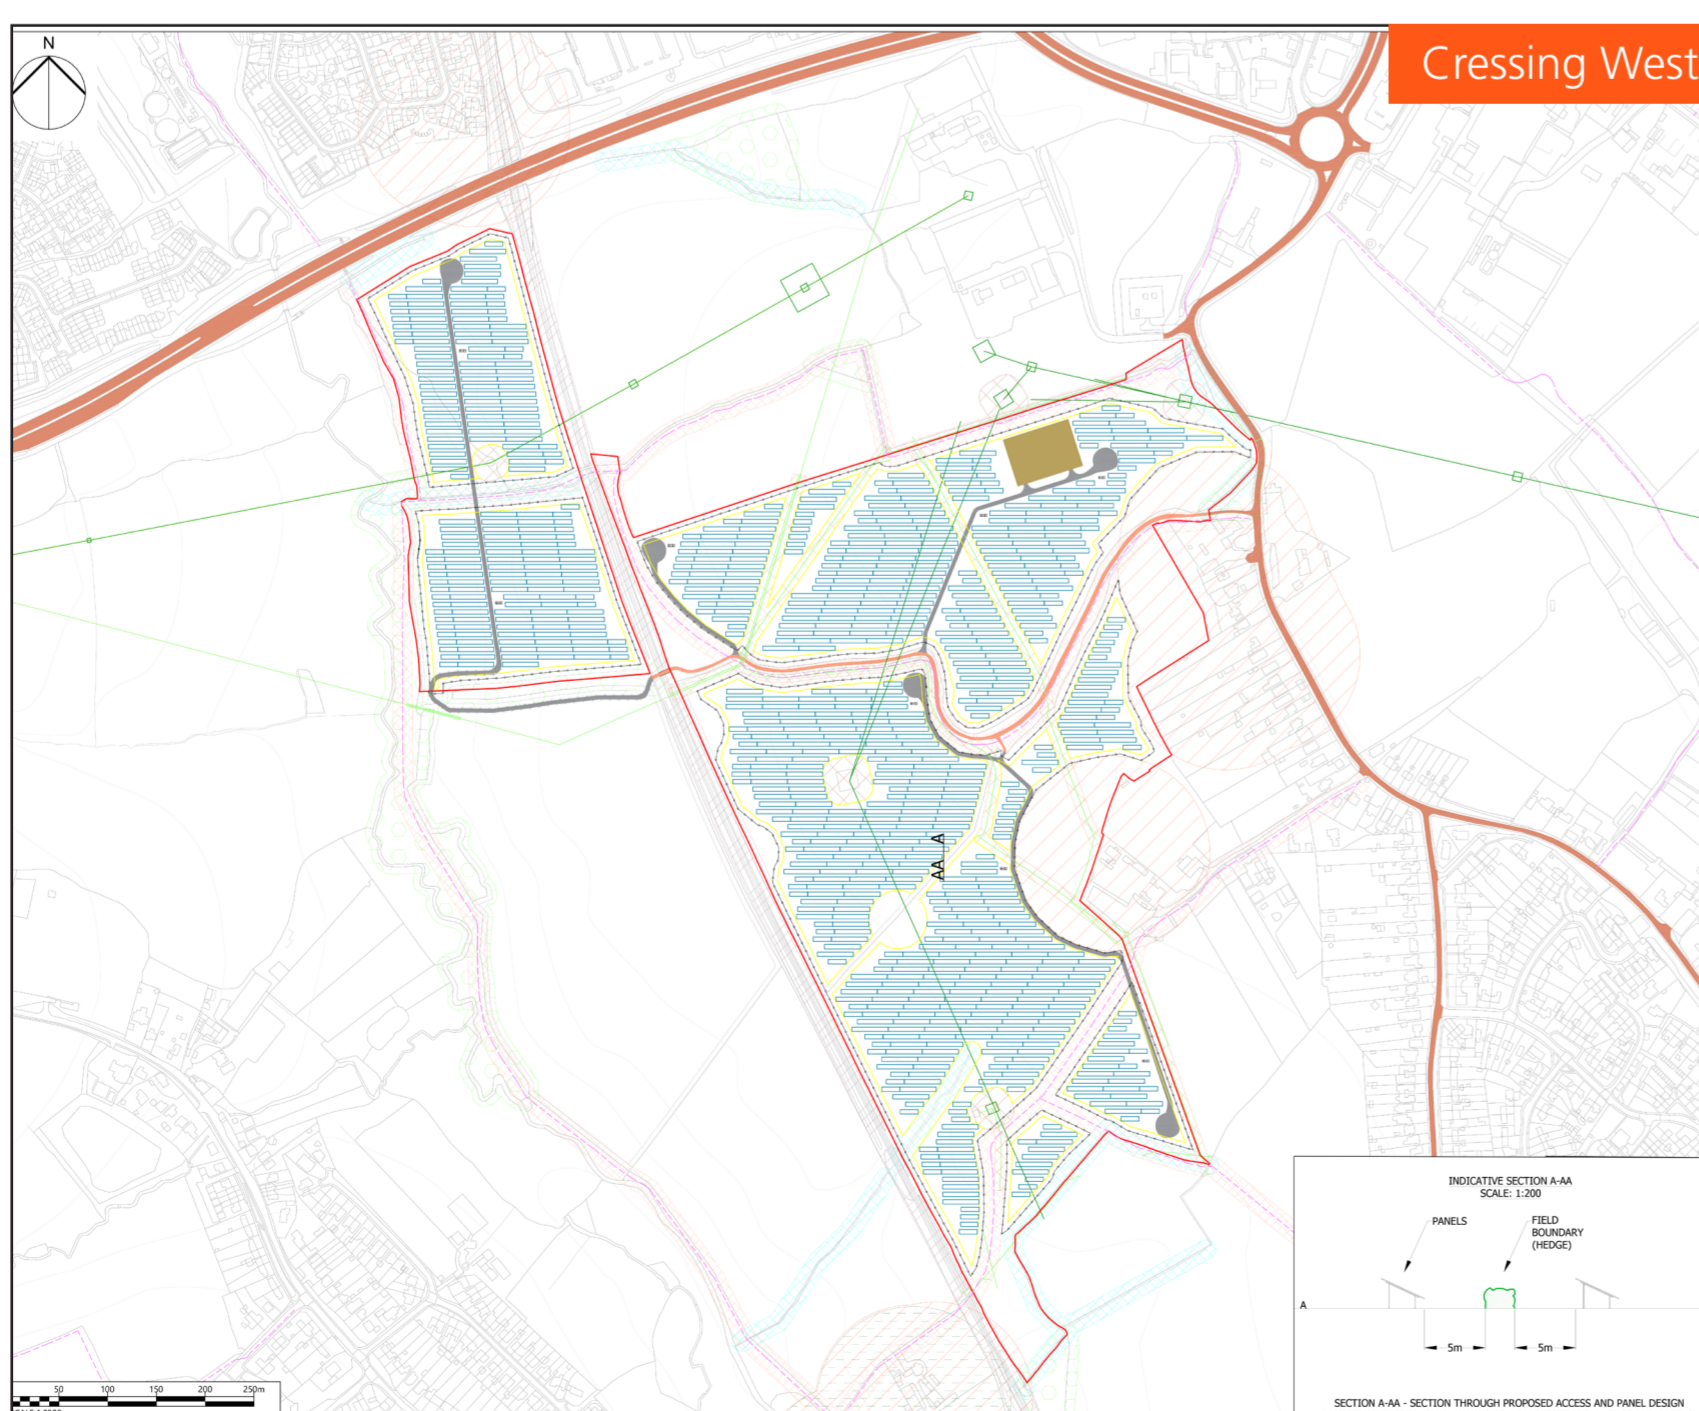 N
Cressing West
A
AA
INDICATIVE SECTION A-AA
SCALE: 1:200
PANELS
FIELD
BOUNDARY
(HEDGE)
A
5m
5m
SECTION A-AA - SECTION THROUGH PROPOSED ACCESS AND PANEL DESIGN
50 100 150 200 250m